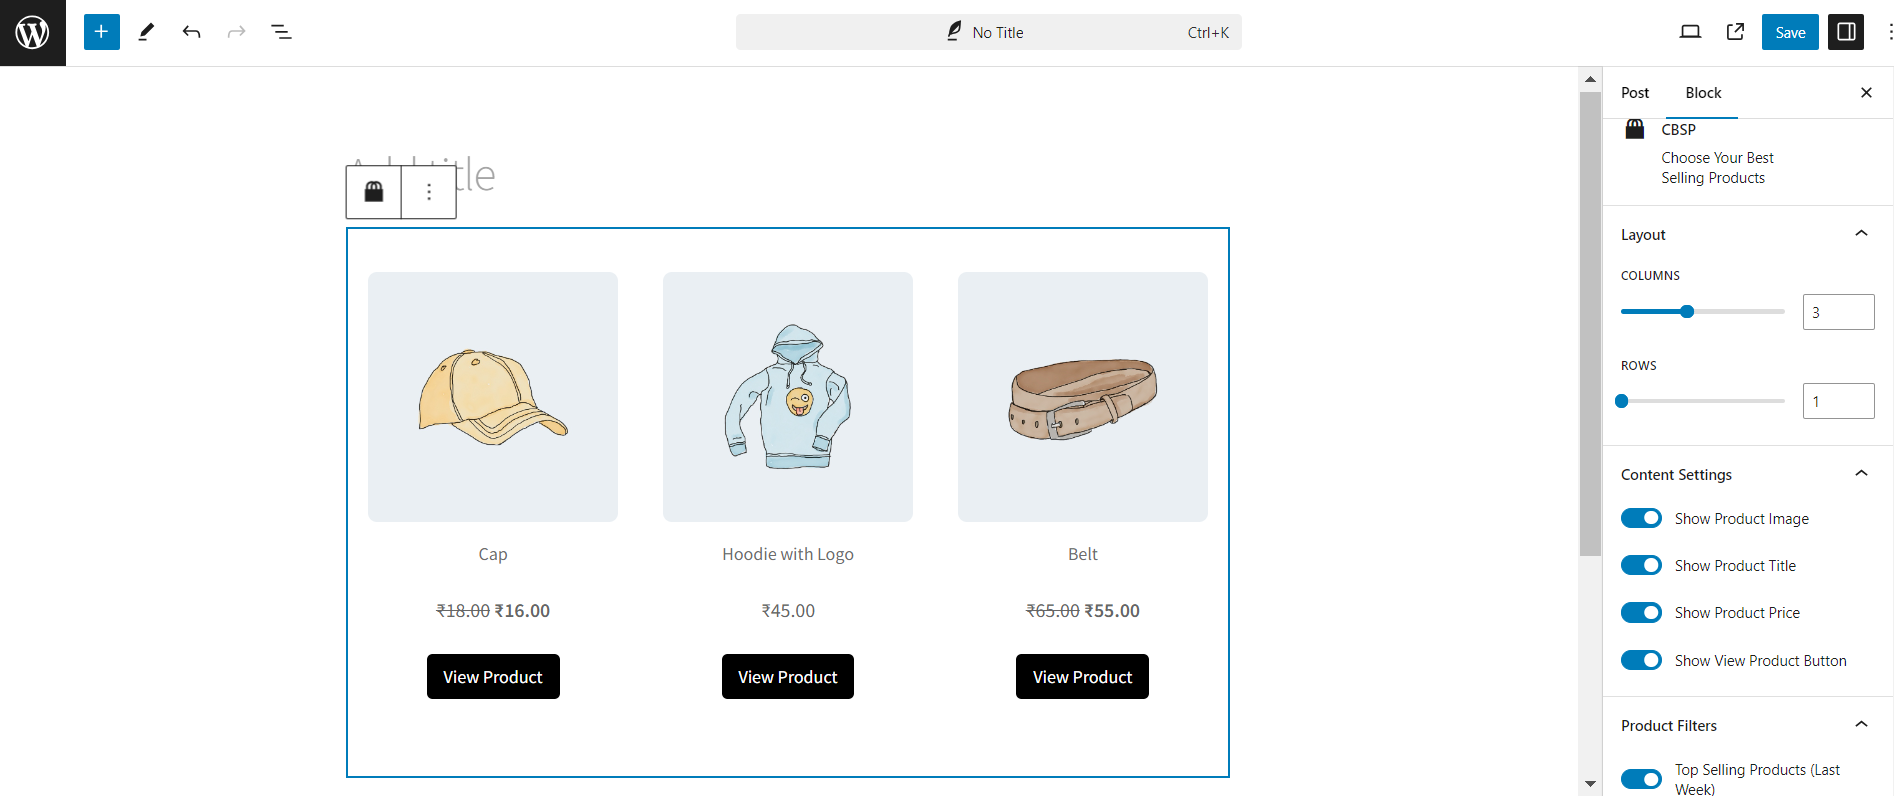 No Title
Ctrl+K
Save
Post
Block
CBSP
Choose Your Best
Selling Products
Layout
COLUMNS
3
ROWS
1
Content Settings
Show Product Image
Show Product Title
Show Product Price
Show View Product Button
Product Filters
Top Selling Products (Last
Week)
title
Cap
Hoodie with Logo
Belt
₹18.00 ₹16.00
₹45.00
₹65.00 ₹55.00
View Product
View Product
View Product